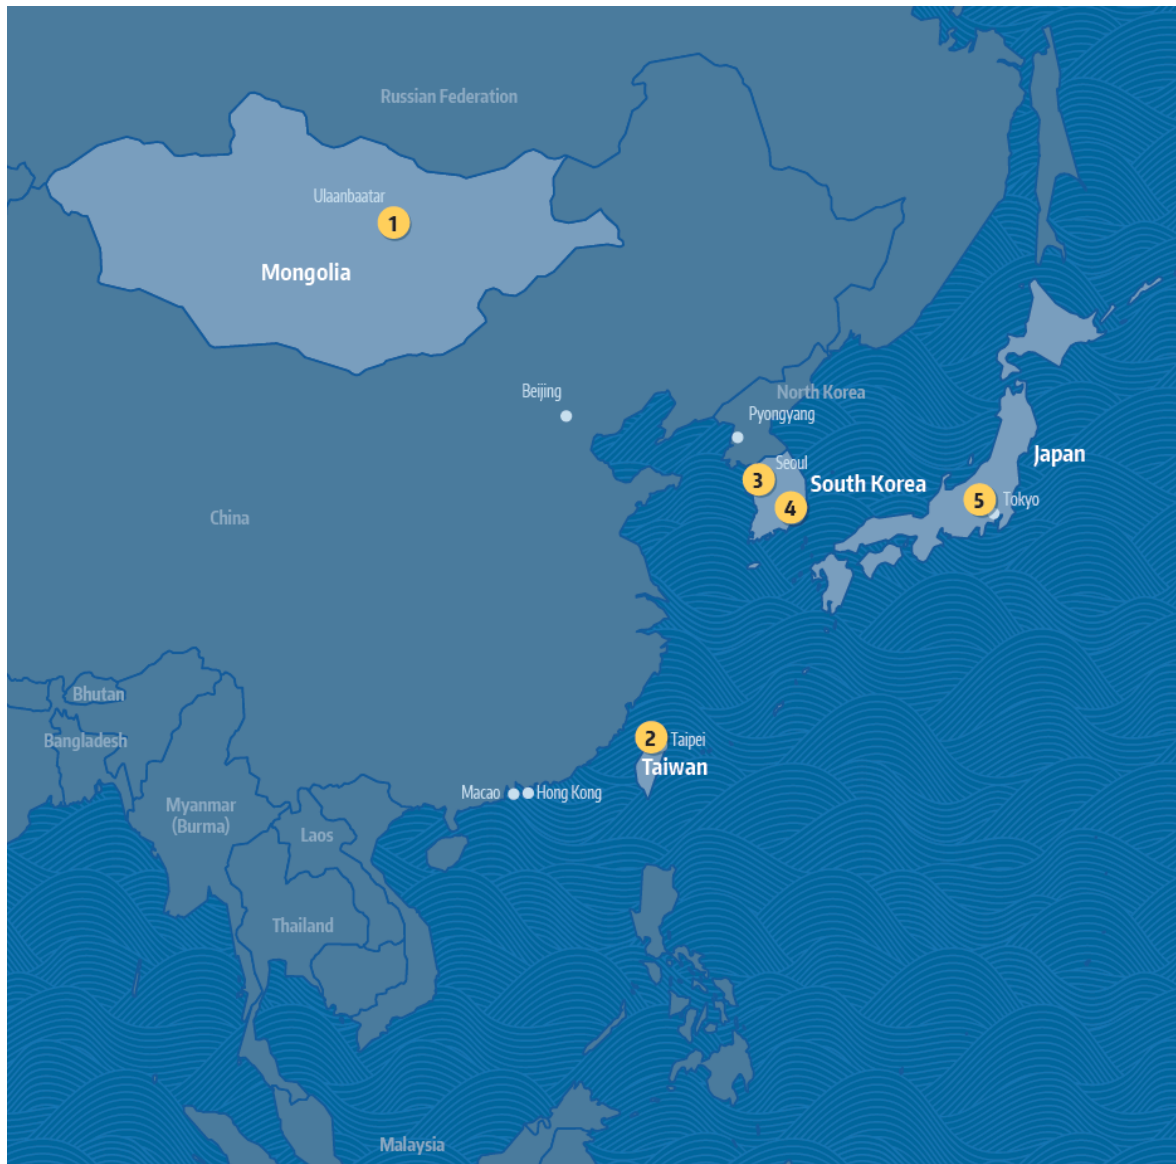 Russian Federation
Ulaanbaatar
1
Mongolia
Beijing
North Korea
Pyongyang
Japan
Seoul
3
South Korea
5
Tokyo
4
China
Bhutan
Bangladesh
2
Taipei
Taiwan
Macao
Hong Kong
Myanmar
(Burma)
Laos
Thailand
Malaysia